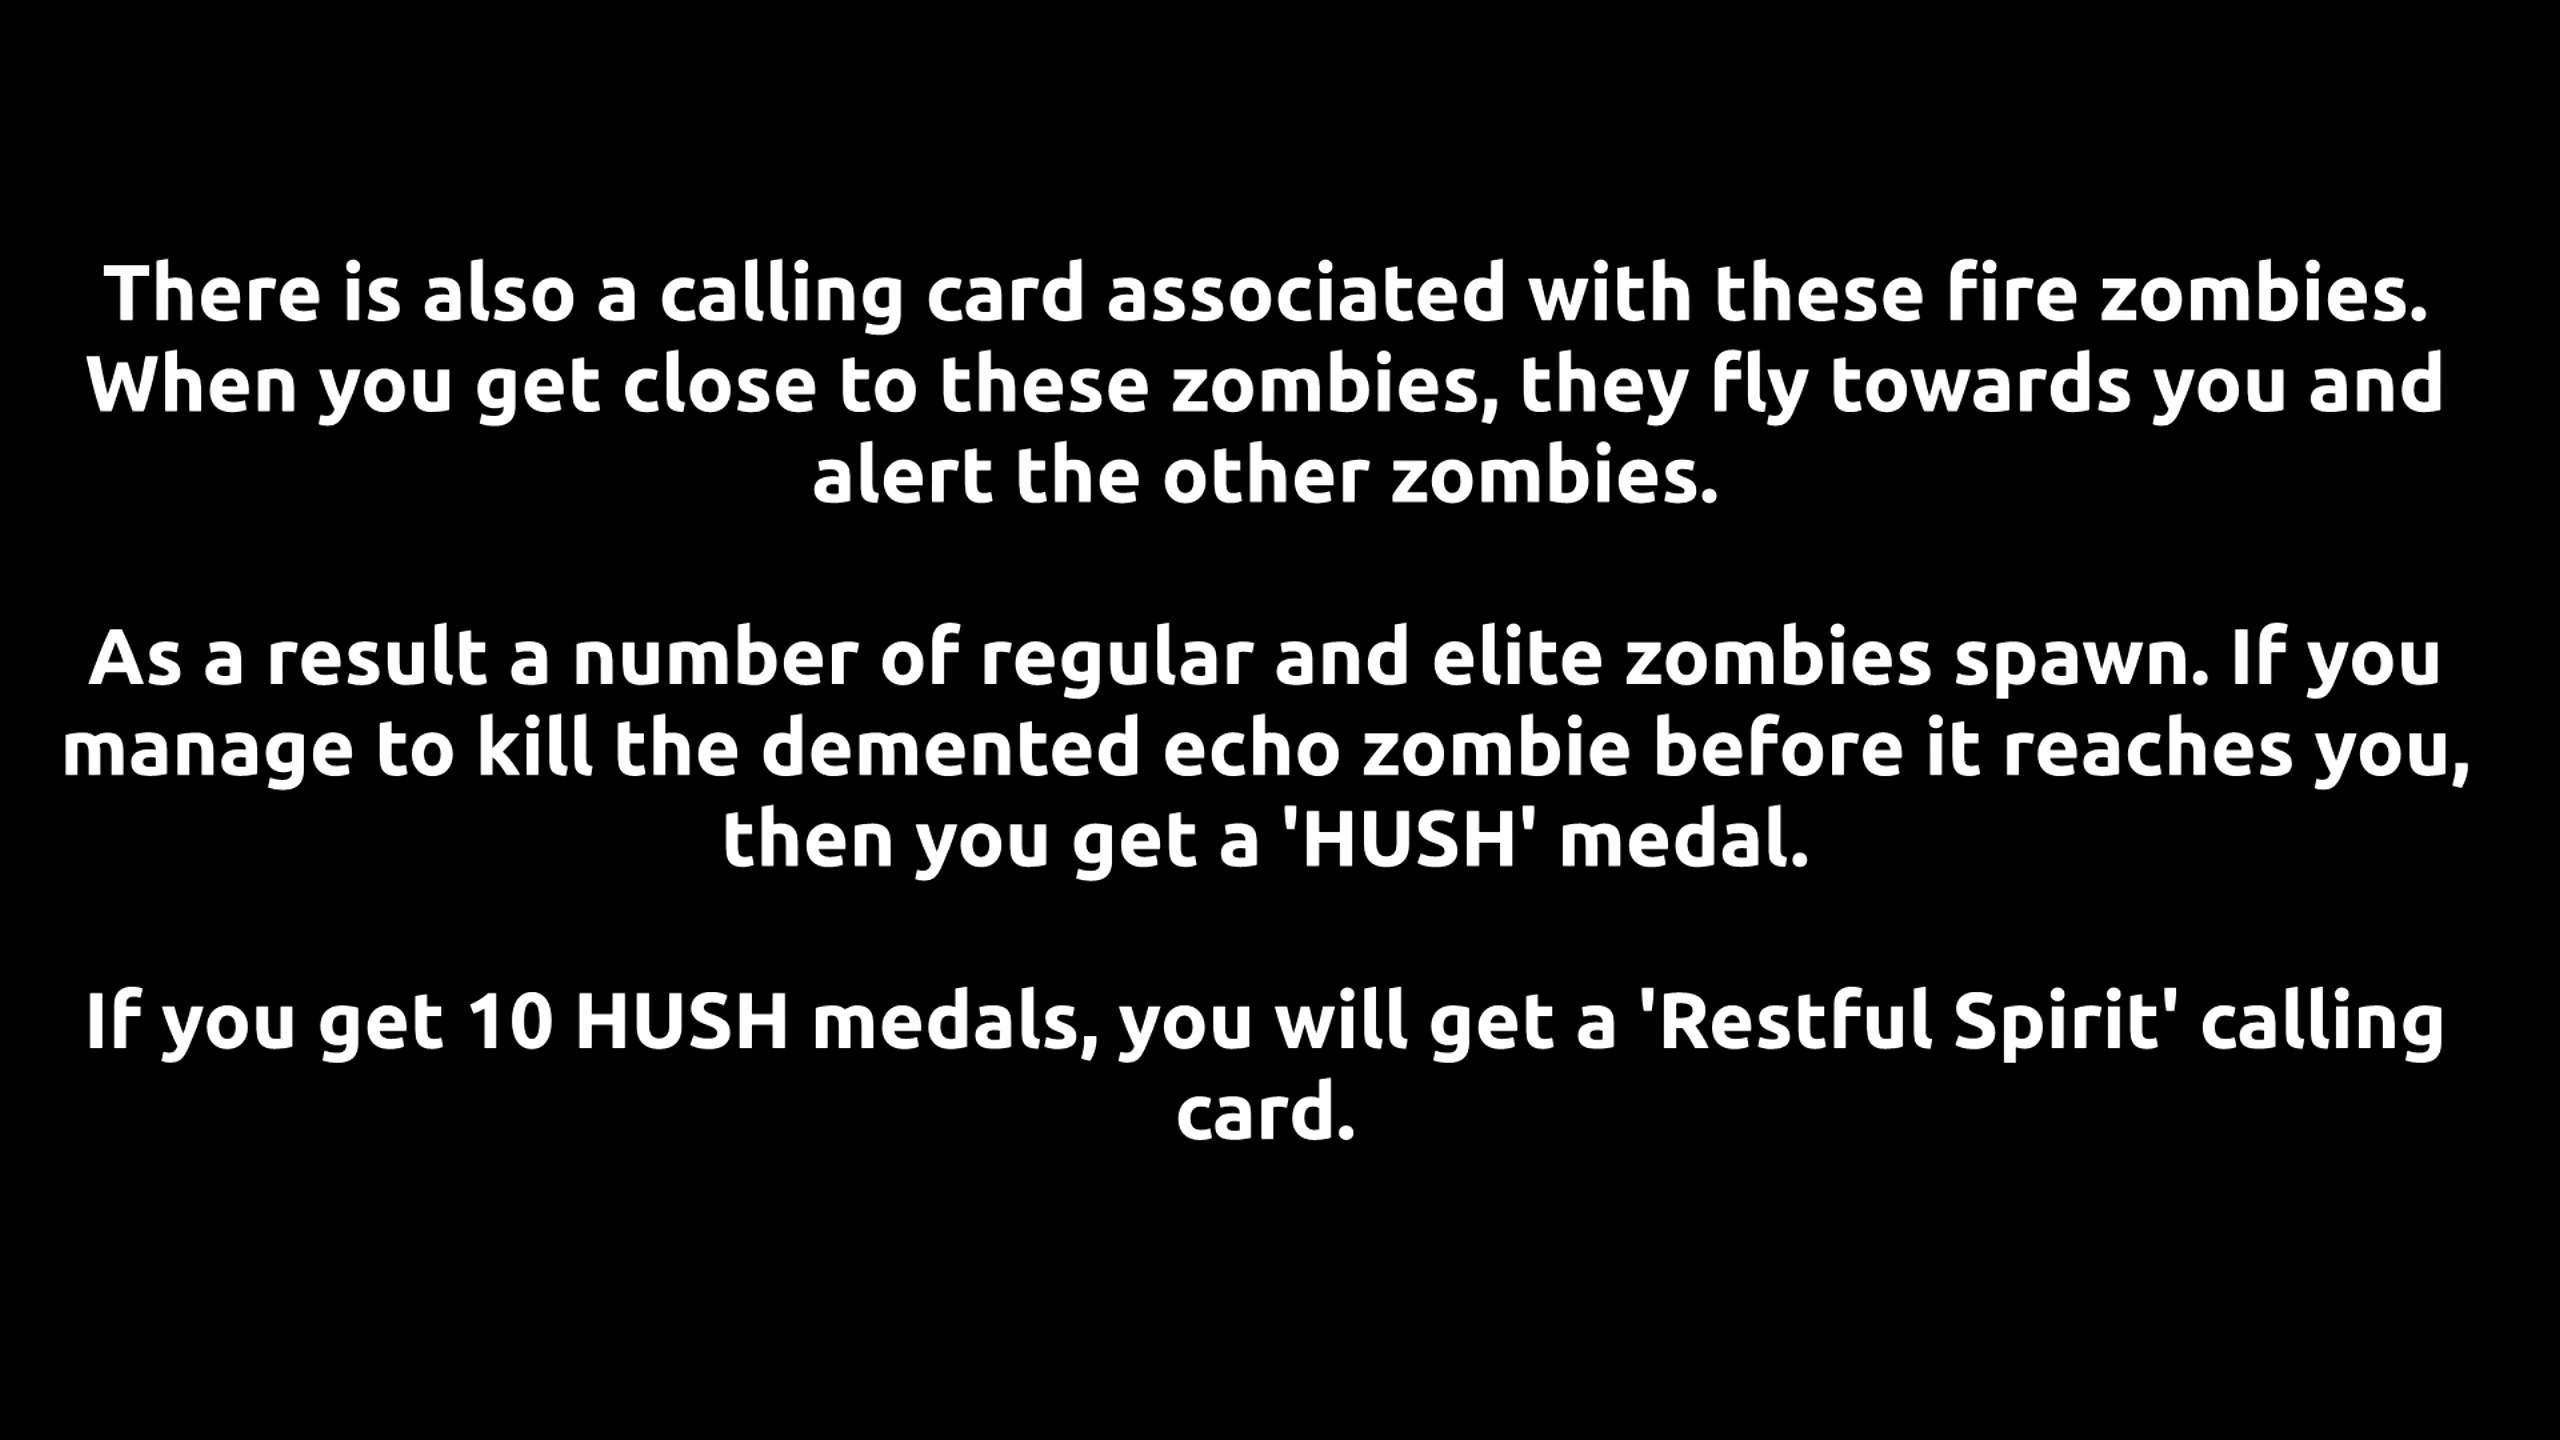 There is also a calling card associated with these fire zombies.
When you get close to these zombies, they fly towards you and
alert the other zombies.
As a result a number of regular and elite zombies spawn. If you
manage to kill the demented echo zombie before it reaches you,
then you get a 'HUSH' medal.
If you get 10 HUSH medals, you will get a 'Restful Spirit' calling
card.